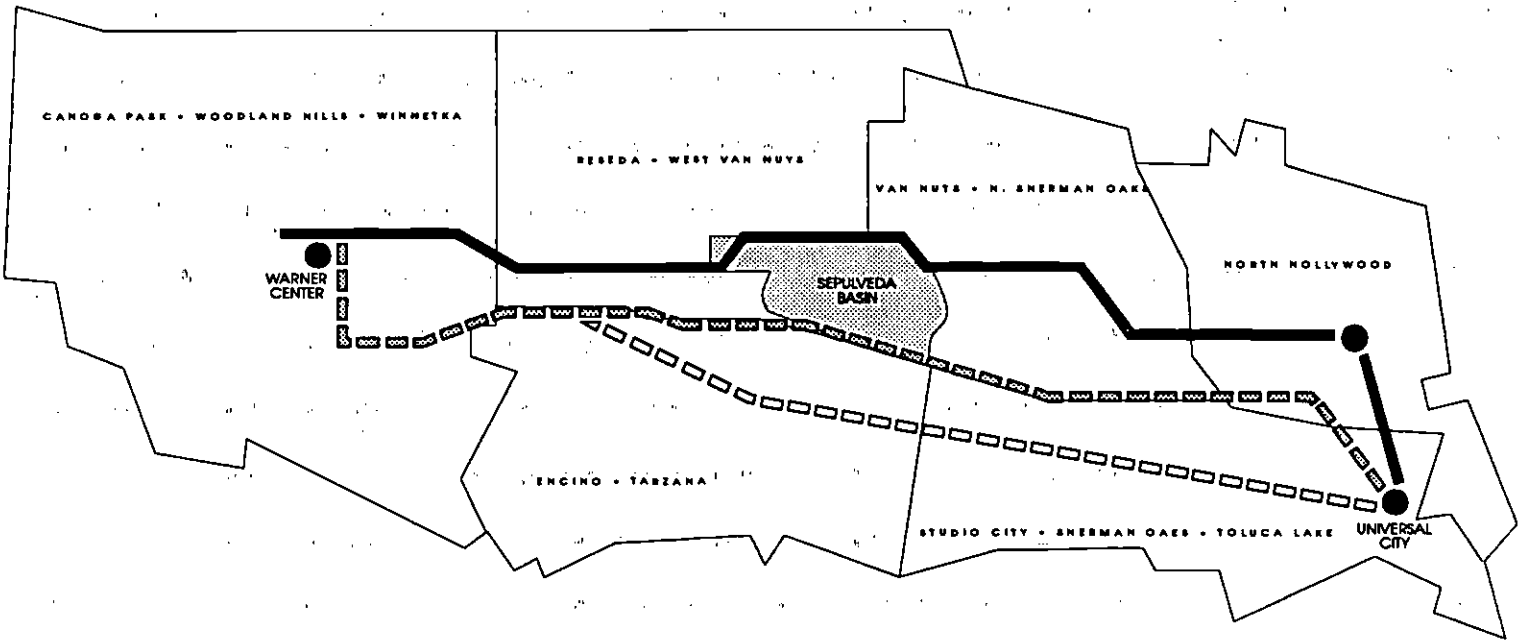 CANOGA PARK • WOODLAND HILLS • WINNETKA
RESEDA • WEST VAN NUYS
VAN NUYS • N. SHERMAN OAKS
NORTH HOLLYWOOD
WARNER
CENTER
SEPULVEDA
BASIN
ENCINO • TARZANA
STUDIO CITY • SHERMAN OAKS • TOLUCA LAKE
UNIVERSAL
CITY